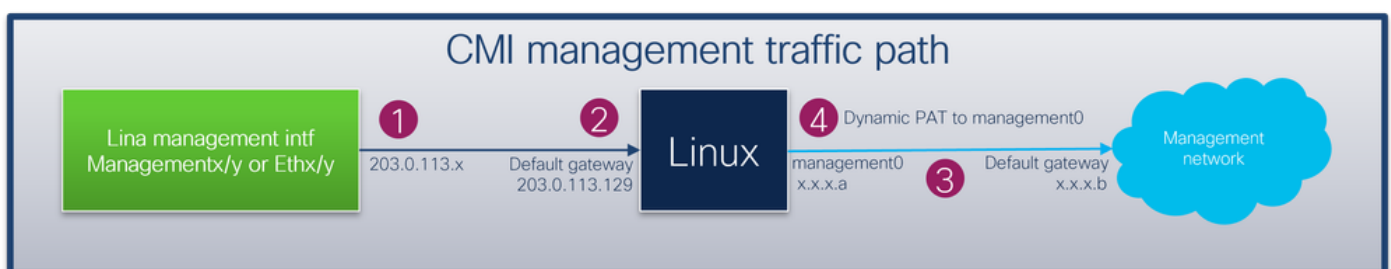 CMI management traffic path
Lina management intf
Managementx/y or Ethx/y
1
203.0.113.x
2
Default gateway
203.0.113.129
Linux
4
Dynamic PAT to management0
management0
x.x.x.a
3
Default gateway
x.x.x.b
Management
network